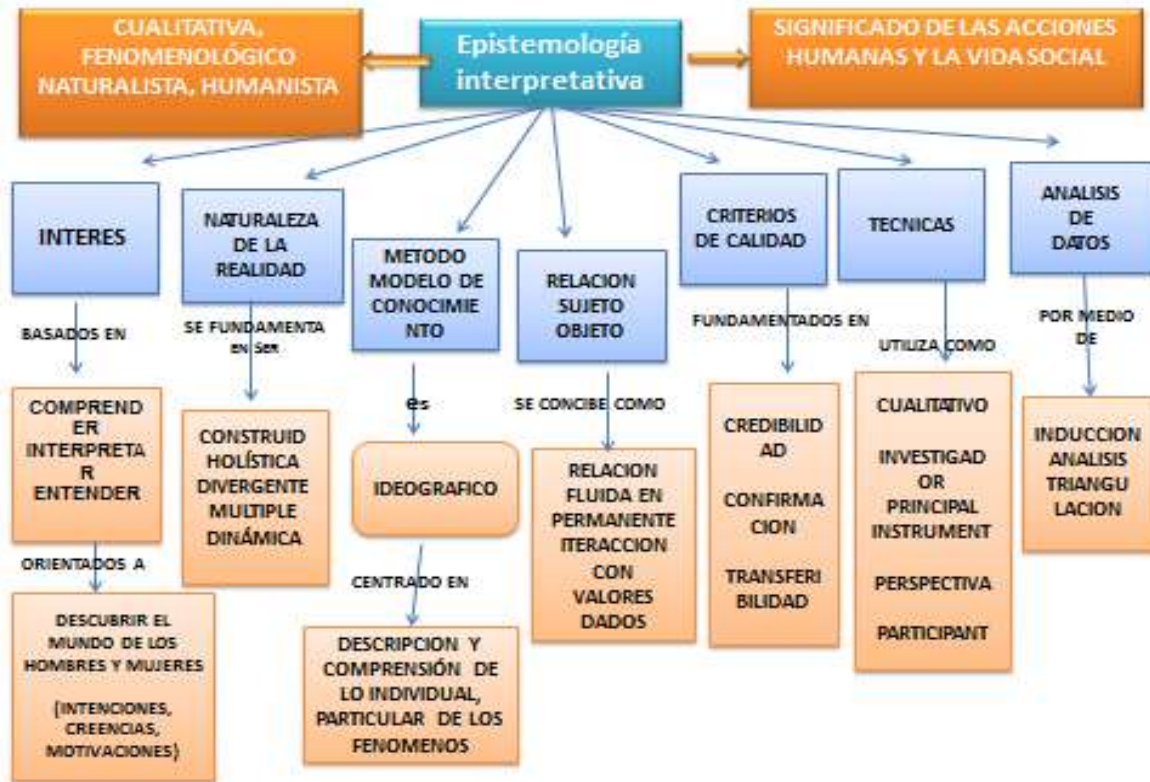 CUALITATIVA,
FENOMENOLÓGICO
NATURALISTA, HUMANISTA
Epistemología
interpretativa
SIGNIFICADO DE LAS ACCIONES
HUMANAS Y LA VIDA SOCIAL
INTERES
NATURALEZA
DE LA
REALIDAD
METODO
MODELO DE
CONOCIMIE
NTO
RELACION
SUJETO
OBJETO
CRITERIOS
DE CALIDAD
TECNICAS
ANALISIS
DE
DATOS
BASADOS EN
SE FUNDAMENTA
EN SER
es
SE CONCIBE COMO
FUNDAMENTADOS EN
UTILIZA COMO
POR MEDIO
DE
COMPREND
ER
INTERPRETA
R
ENTENDER
CONSTRUID
HOLÍSTICA
DIVERGENTE
MULTIPLE
DINÁMICA
IDEOGRAFICO
RELACION
FLUIDA EN
PERMANENTE
ITERACCION
CON
VALORES
DADOS
CREDIBILID
AD
CONFIRMA
CION
TRANSFERI
BILIDAD
CUALITATIVO
INVESTIGAD
OR
PRINCIPAL
INSTRUMENT
PERSPECTIVA
PARTICIPANT
INDUCCION
ANALISIS
TRIANGU
LACION
ORIENTADOS A
CENTRADO EN
DESCUBRIR EL
MUNDO DE LOS
HOMBRES Y MUJERES
(INTENCIONES,
CREENCIAS,
MOTIVACIONES)
DESCRIPCION Y
COMPRENSIÓN DE
LO INDIVIDUAL,
PARTICULAR DE LOS
FENOMENOS